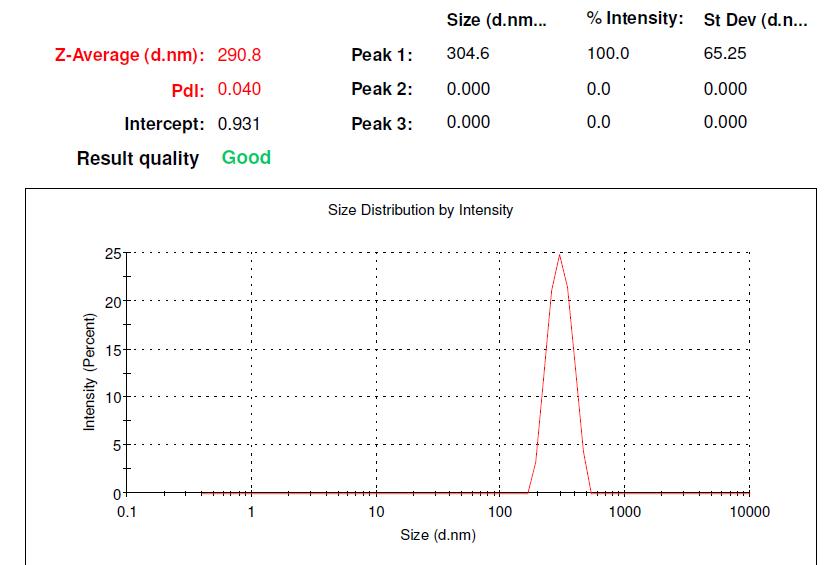 Size (d.nm... % Intensity: St Dev (d.n...
Z-Average (d.nm): 290.8 Peak 1: 304.6 100.0 65.25
PdI: 0.040 Peak 2: 0.000 0.0 0.000
Intercept: 0.931 Peak 3: 0.000 0.0 0.000
Result quality Good
Size Distribution by Intensity
25
20
15
10
5
0
Intensity (Percent)
0.1 1 10 100 1000 10000
Size (d.nm)